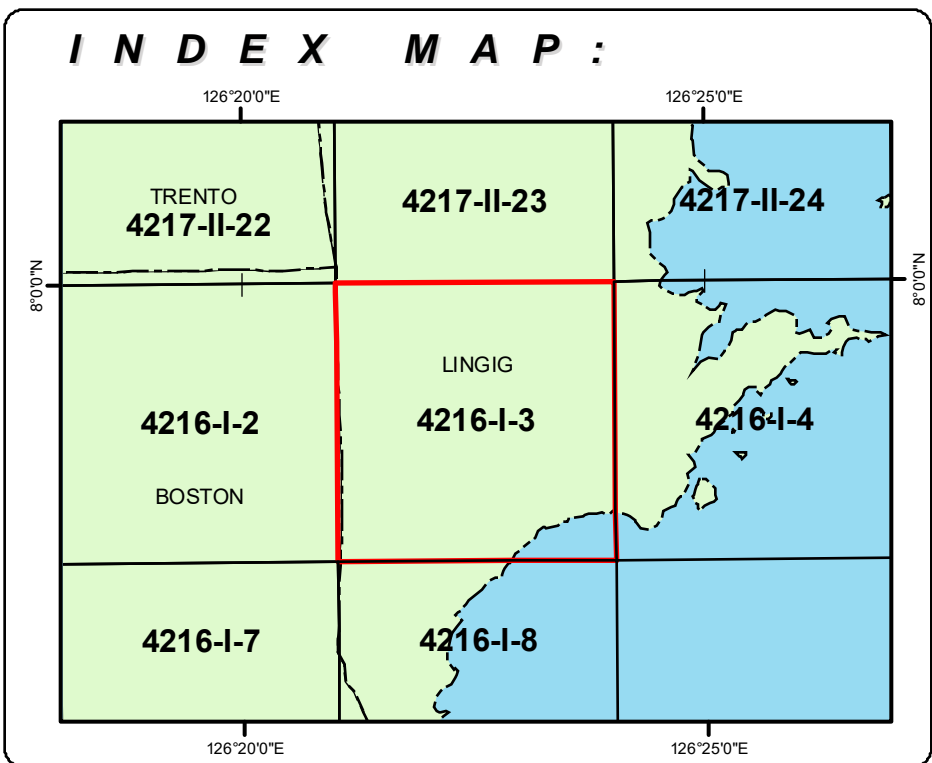 INDEX MAP:
126°20'0"E 126°25'0"E
TRENTO
4217-II-22 4217-II-23 4217-II-24
8°0'0"N 8°0'0"N
LINGIG
4216-I-2 4216-I-3 4216-I-4
BOSTON
4216-I-7 4216-I-8
126°20'0"E 126°25'0"E